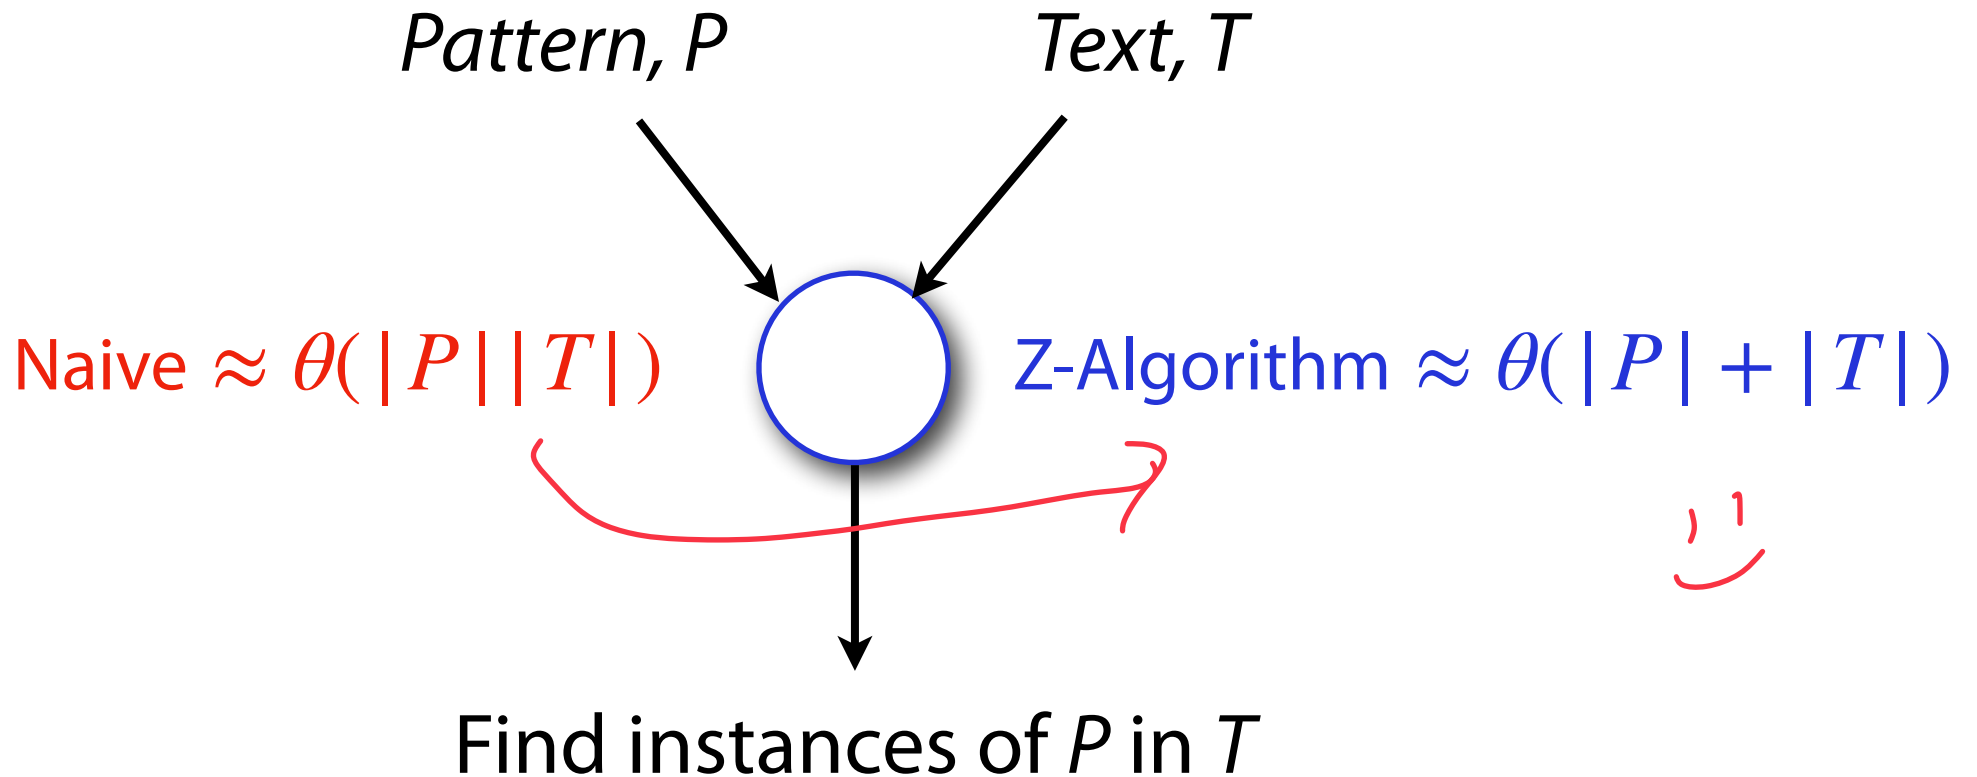 Pattern, P
Text, T
Naive ≈ θ(|P||T|)
Z-Algorithm ≈ θ(|P| + |T|)
Find instances of P in T